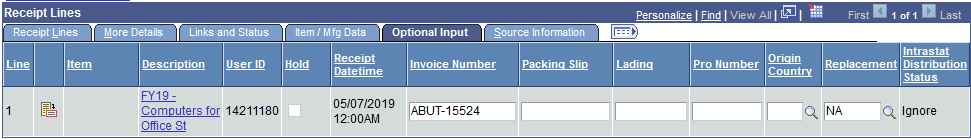 Receipt Lines
Personalize | Find | View All | First 1 of 1 Last
Receipt Lines More Details Links and Status Item / Mfg Data Optional Input Source Information
Line Item Description User ID Hold Receipt Datetime Invoice Number Packing Slip Lading Pro Number Origin Country Replacement Intrastat Distribution Status
1 FY19 - Computers for Office St 14211180 05/07/2019 12:00AM ABUT-15524 NA Ignore